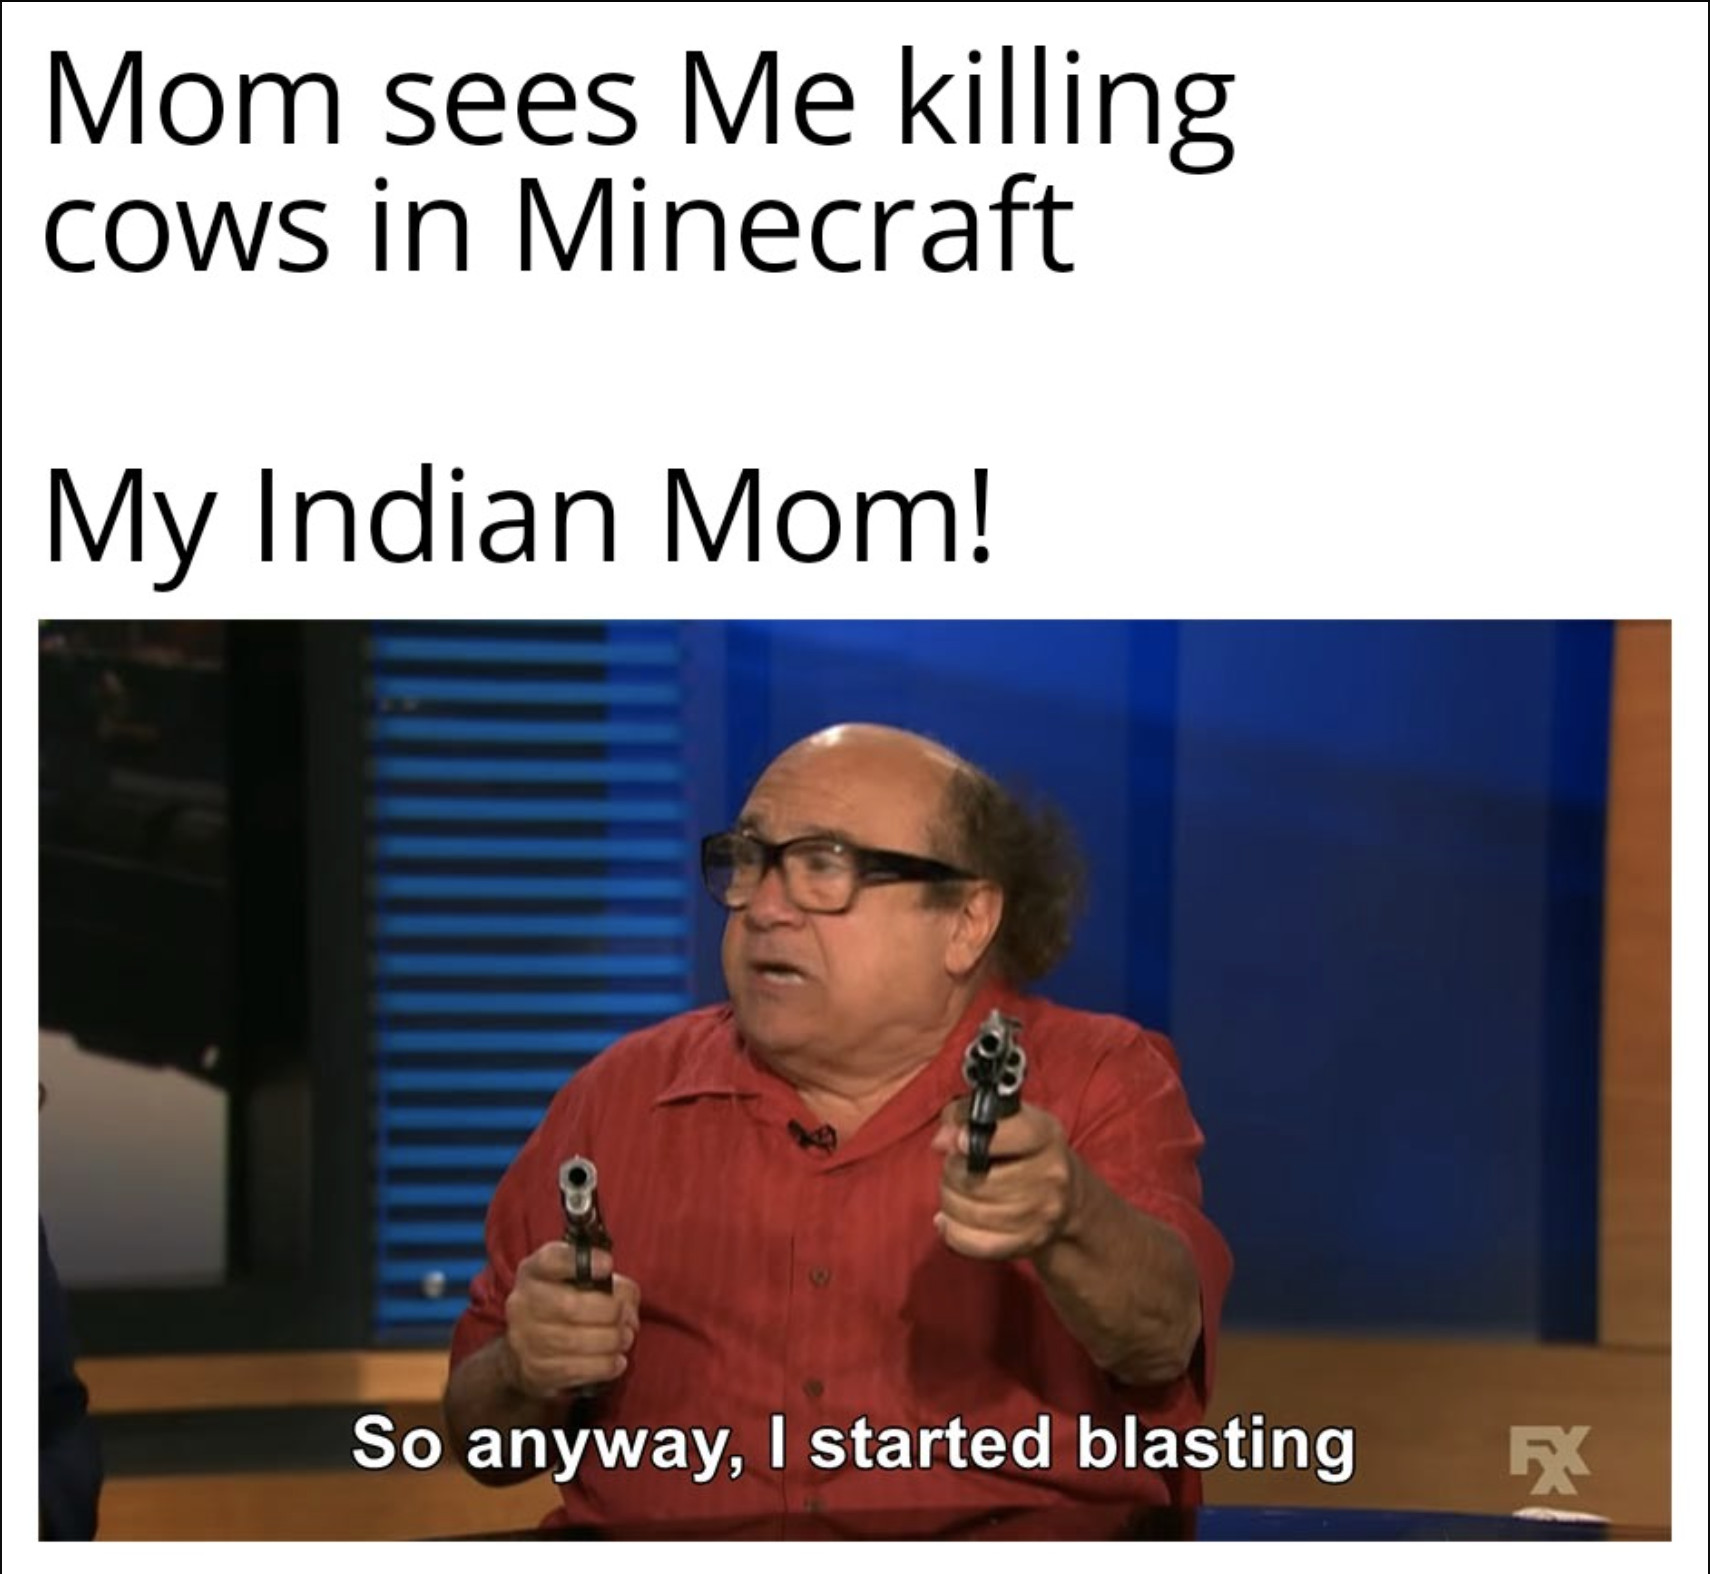 Mom sees Me killing
cows in Minecraft
My Indian Mom!
So anyway, I started blasting
FX